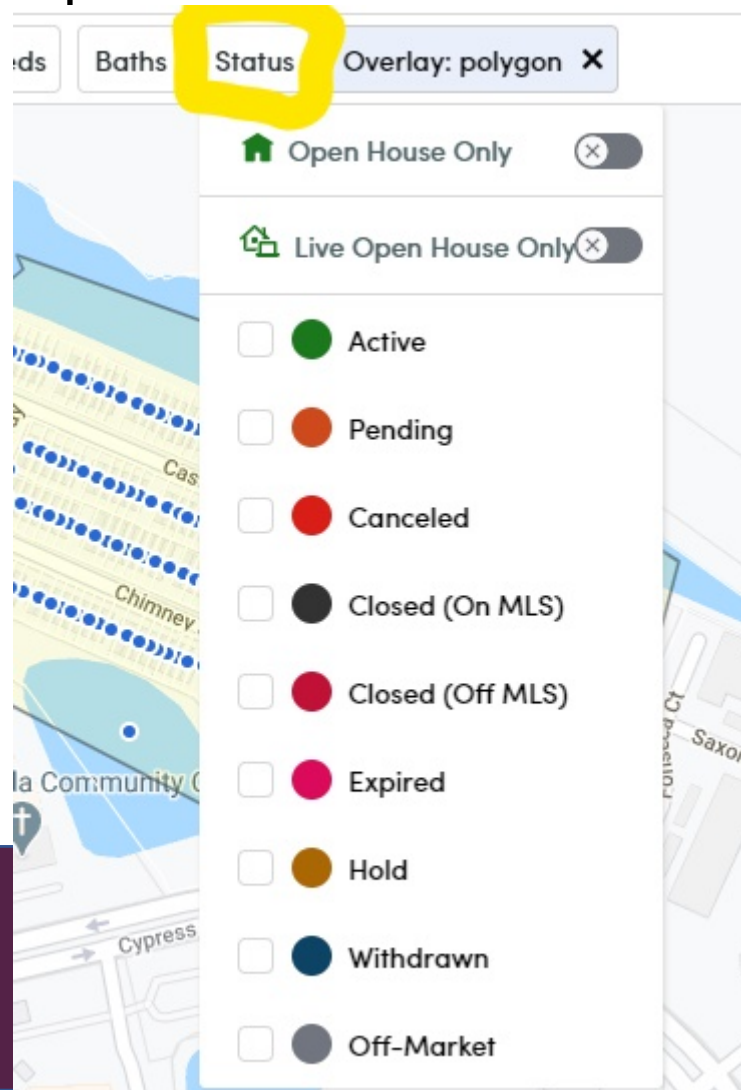 Baths
Status
Overlay: polygon
Open House Only
Live Open House Only
Active
Pending
Canceled
Closed (On MLS)
Closed (Off MLS)
Expired
Hold
Withdrawn
Off-Market
Chimney
Community
Cypress